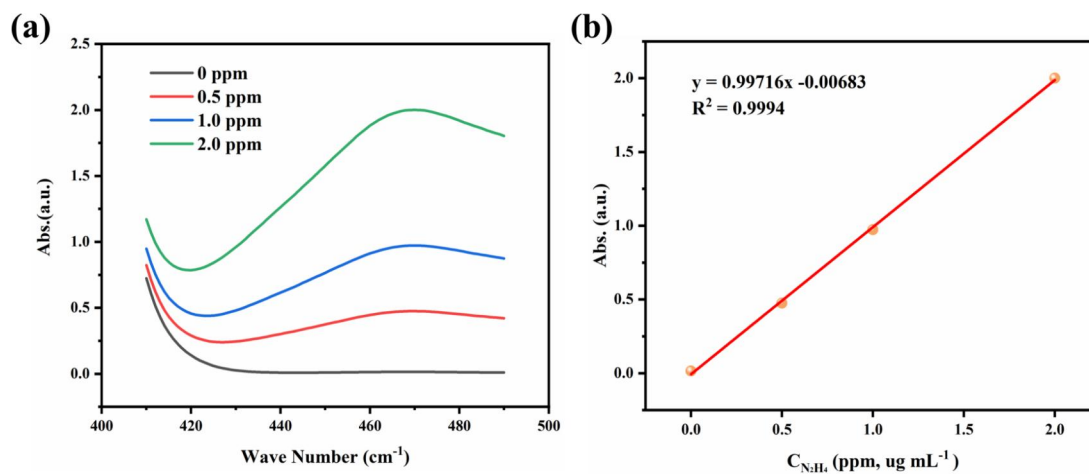 (a)
2.5
2.0
1.5
1.0
0.5
0.0
Abs.(a.u.)
0 ppm
0.5 ppm
1.0 ppm
2.0 ppm
400 420 440 460 480 500
Wave Number (cm⁻¹)
(b)
2.0
1.5
1.0
0.5
0.0
Abs. (a.u.)
y = 0.99716x -0.00683
R² = 0.9994
0.0 0.5 1.0 1.5 2.0
C_N₂H₄ (ppm, ug mL⁻¹)